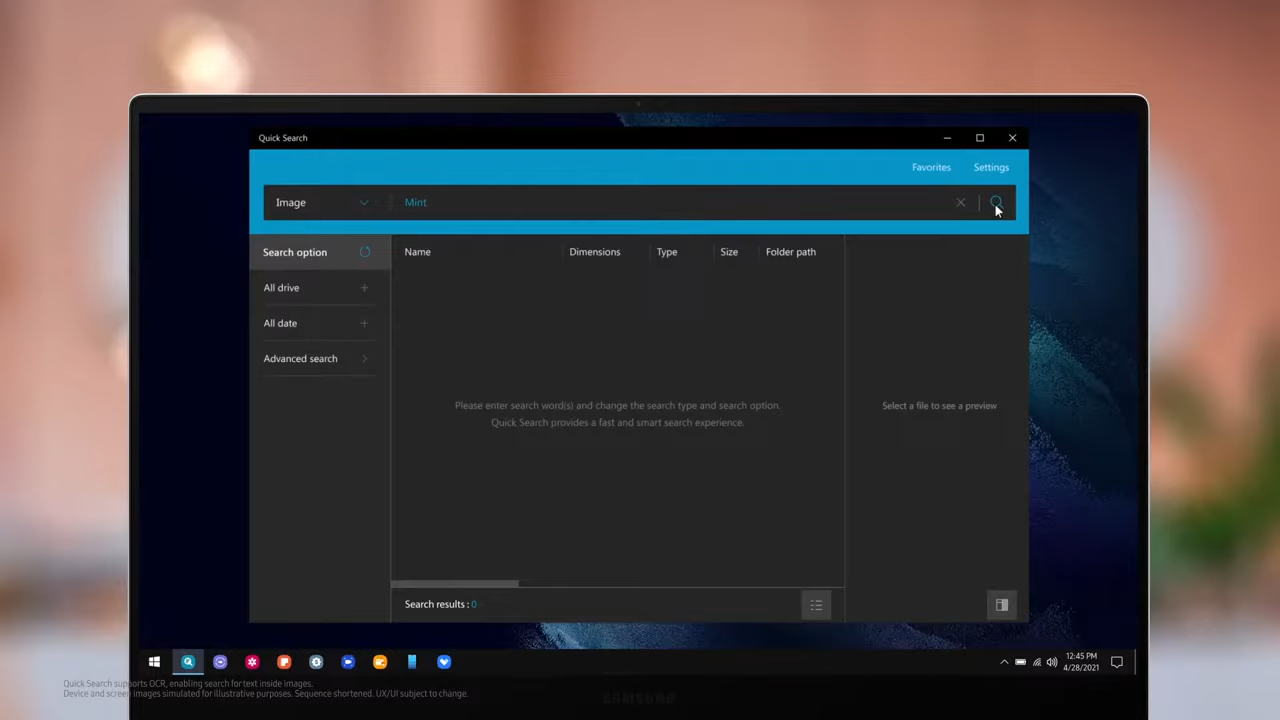 Quick Search
Favorites Settings
Image Mint
Search option
Name Dimensions Type Size Folder path
All drive
All date
Advanced search
Please enter search word(s) and change the search type and search option.
Quick Search provides a fast and smart search experience.
Select a file to see a preview
Search results : 0
12:45 PM
4/28/2021
Quick Search supports OCR, enabling search for text inside images.
Device and screen images simulated for illustrative purposes. Sequence shortened. UX/UI subject to change.
SAMSUNG